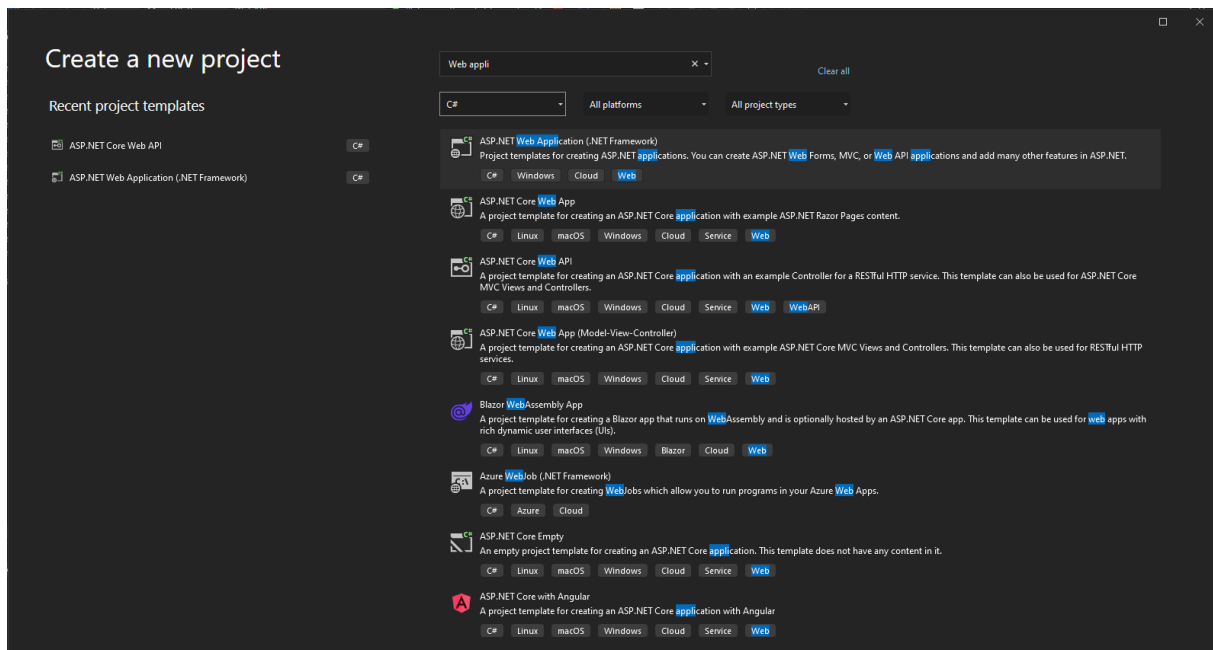 Create a new project
Web appli
Clear all
Recent project templates
C#
All platforms
All project types
ASP.NET Core Web API
C#
ASP.NET Web Application (.NET Framework)
C#
ASP.NET Web Application (.NET Framework)
Project templates for creating ASP.NET applications. You can create ASP.NET Web Forms, MVC, or Web API applications and add many other features in ASP.NET.
C# Windows Cloud Web
ASP.NET Core Web App
A project template for creating an ASP.NET Core application with example ASP.NET Razor Pages content.
C# Linux macOS Windows Cloud Service Web
ASP.NET Core Web API
A project template for creating an ASP.NET Core application with an example Controller for a RESTful HTTP service. This template can also be used for ASP.NET Core
MVC Views and Controllers.
C# Linux macOS Windows Cloud Service Web WebAPI
ASP.NET Core Web App (Model-View-Controller)
A project template for creating an ASP.NET Core application with example ASP.NET Core MVC Views and Controllers. This template can also be used for RESTful HTTP
services.
C# Linux macOS Windows Cloud Service Web
Blazor WebAssembly App
A project template for creating a Blazor app that runs on WebAssembly and is optionally hosted by an ASP.NET Core app. This template can be used for web apps with
rich dynamic user interfaces (UIs).
C# Linux macOS Windows Blazor Cloud Web
Azure WebJob (.NET Framework)
A project template for creating WebJobs which allow you to run programs in your Azure Web Apps.
C# Azure Cloud
ASP.NET Core Empty
An empty project template for creating an ASP.NET Core application. This template does not have any content in it.
C# Linux macOS Windows Cloud Service Web
ASP.NET Core with Angular
A project template for creating an ASP.NET Core application with Angular
C# Linux macOS Windows Cloud Service Web